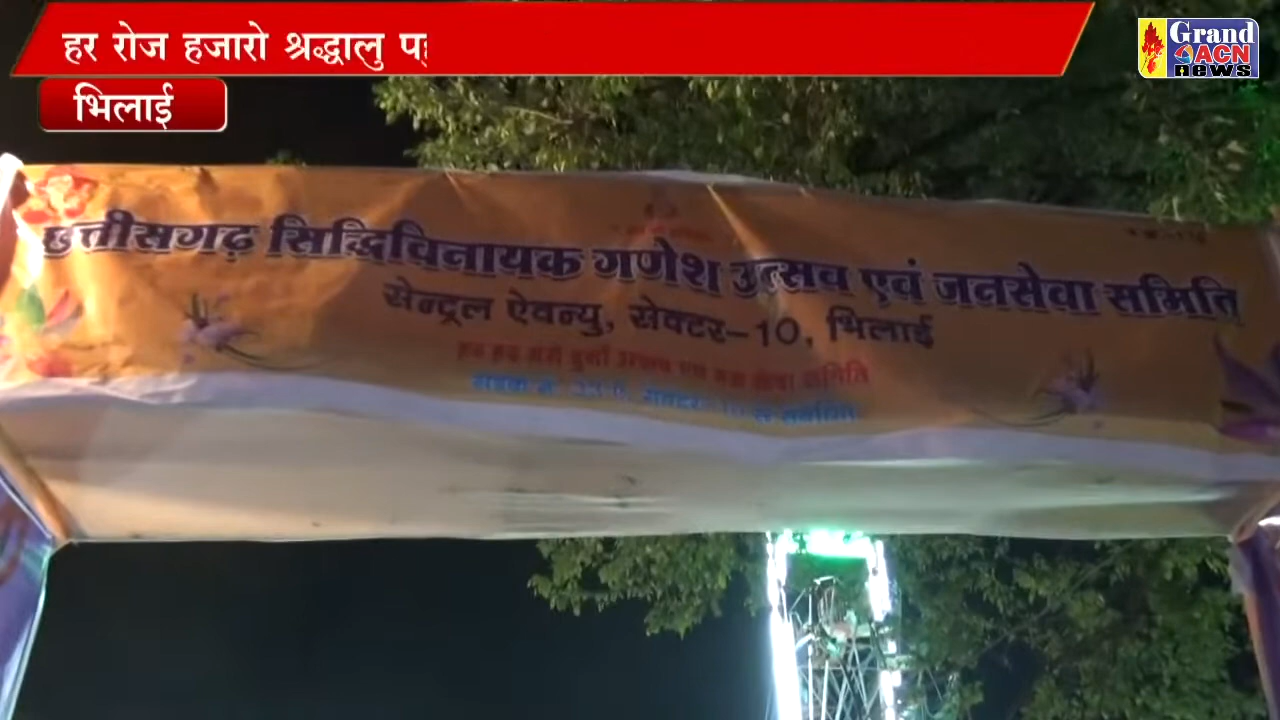 हर रोज हजारो श्रद्धालु
Grand
ACN
news
भिलाई
छत्तीसगढ़ सिद्धिविनायक गणेश उत्सव एवं जनसेवा समिति
सेन्ट्रल ऐवन्यु, सेक्टर-10, भिलाई
समिति